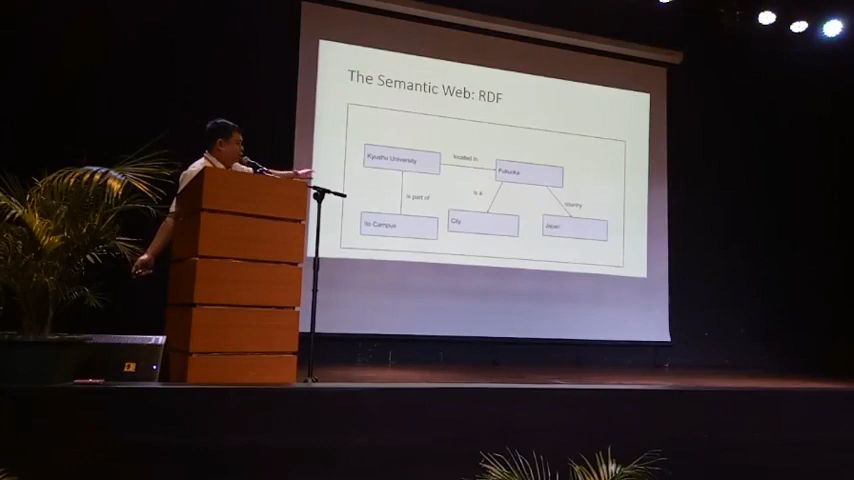 The Semantic Web: RDF
Kyushu University
located in
Fukuoka
is part of
is a
country
Ito Campus
City
Japan